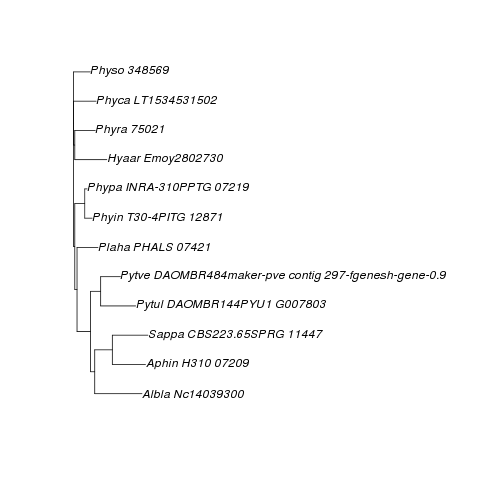 Physo 348569
Phyca LT1534531502
Phyra 75021
Hyaar Emoy2802730
Phypa INRA-310PPTG 07219
Phyin T30-4PITG 12871
Plaha PHALS 07421
Pytve DAOMBR484maker-pve contig 297-fgenesh-gene-0.9
Pytul DAOMBR144PYU1 G007803
Sappa CBS223.65SPRG 11447
Aphin H310 07209
Albla Nc14039300